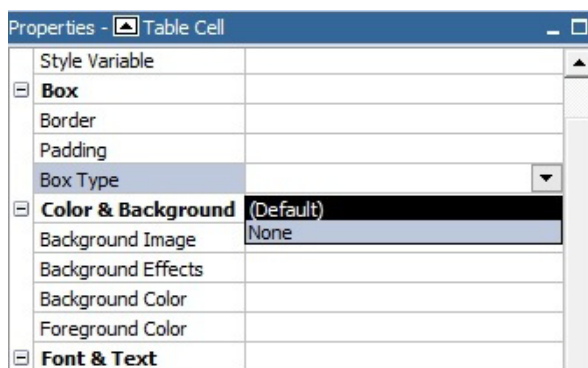 Properties - Table Cell
Style Variable
Box
Border
Padding
Box Type
Color & Background (Default)
Background Image None
Background Effects
Background Color
Foreground Color
Font & Text